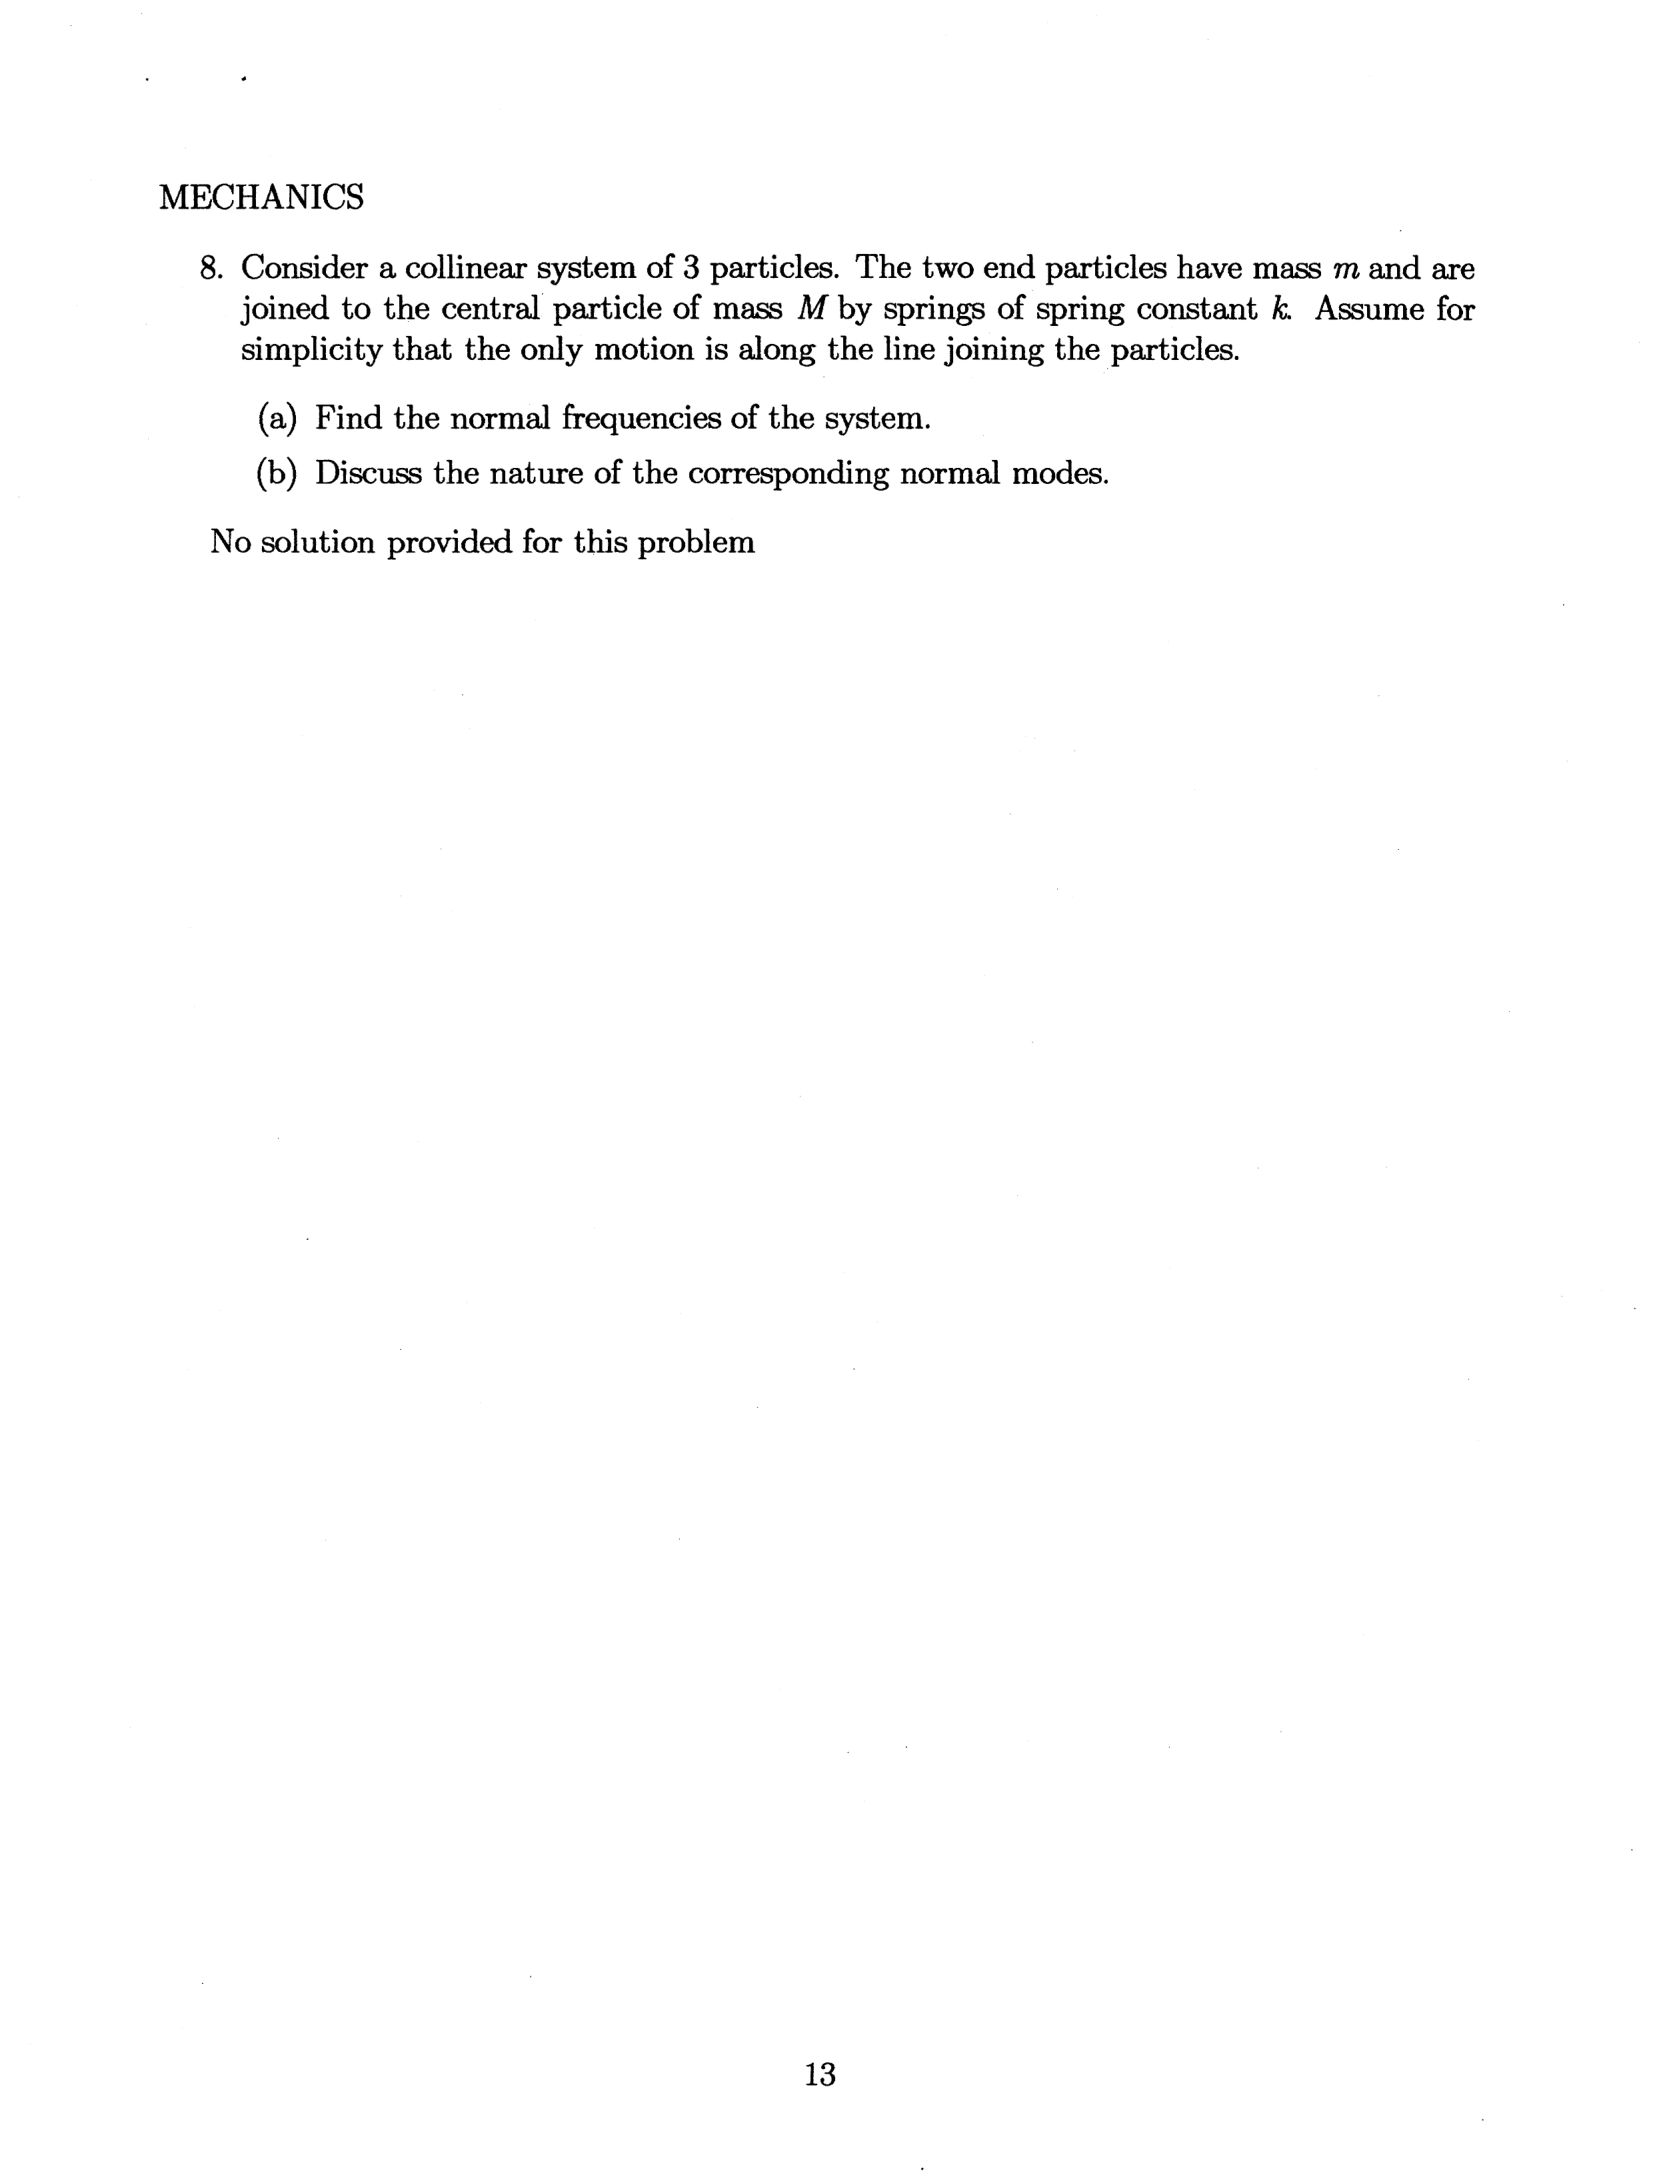 MECHANICS
8. Consider a collinear system of 3 particles. The two end particles have mass m and are
joined to the central particle of mass M by springs of spring constant k. Assume for
simplicity that the only motion is along the line joining the particles.
(a) Find the normal frequencies of the system.
(b) Discuss the nature of the corresponding normal modes.
No solution provided for this problem
13